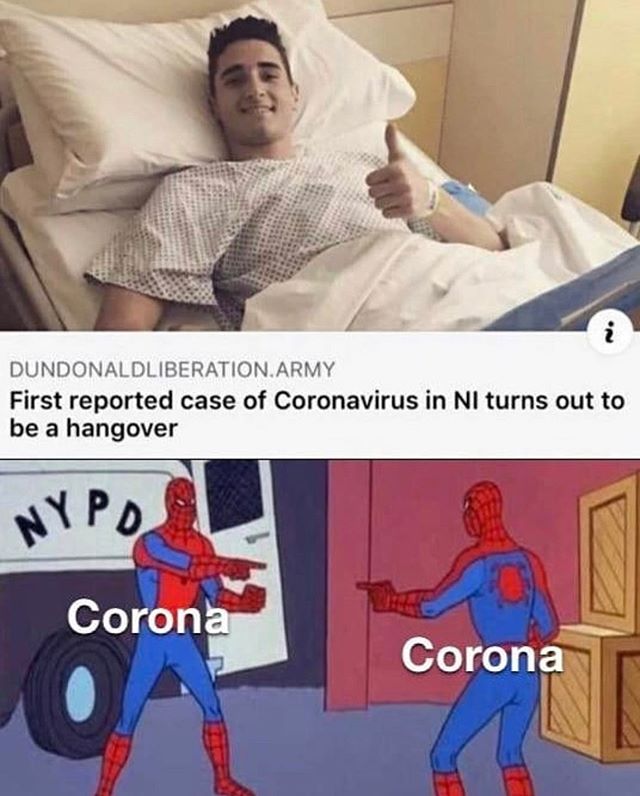 i
DUNDONALDLIBERATION.ARMY
First reported case of Coronavirus in NI turns out to
be a hangover
NYPD
Corona
Corona